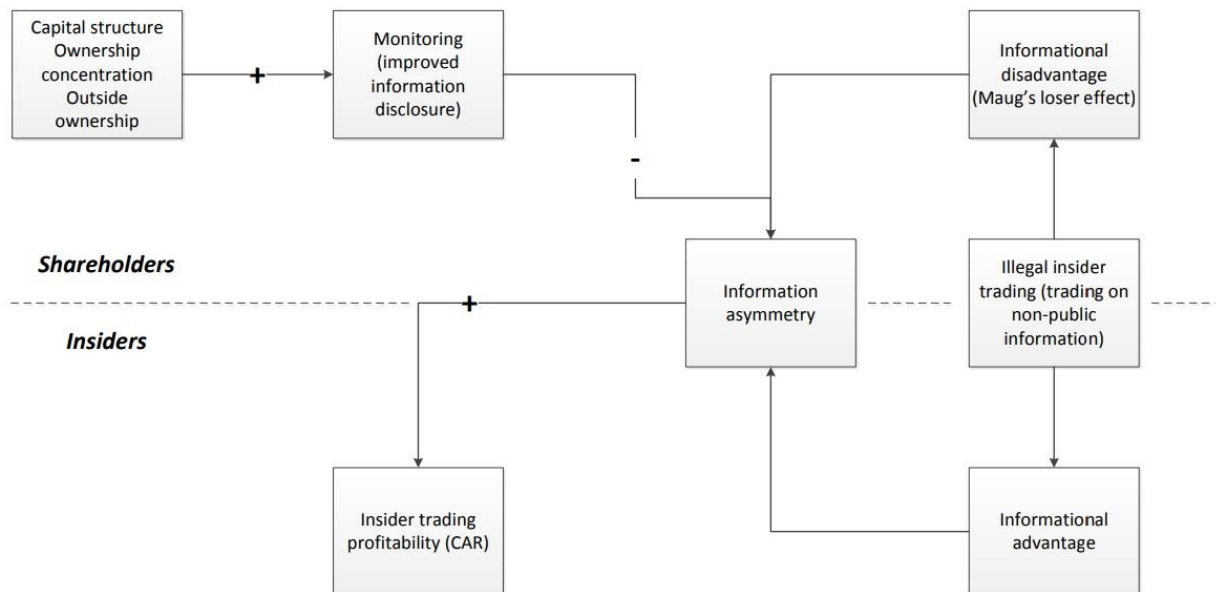 Capital structure
Ownership
concentration
Outside
ownership
+
Monitoring
(improved
information
disclosure)
-
Informational
disadvantage
(Maug's loser effect)
Shareholders
Insiders
+
Information
asymmetry
Illegal insider
trading (trading on
non-public
information)
Insider trading
profitability (CAR)
Informational
advantage